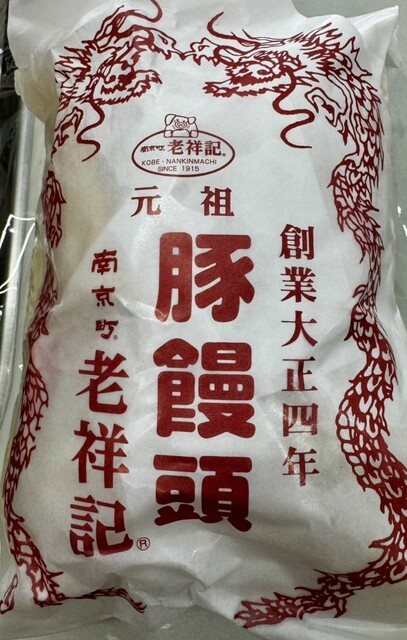 南京町 老祥記®
KOBE・NANKINMACHI
SINCE 1915
元祖
創業大正四年
豚饅頭
南京町®
老祥記®